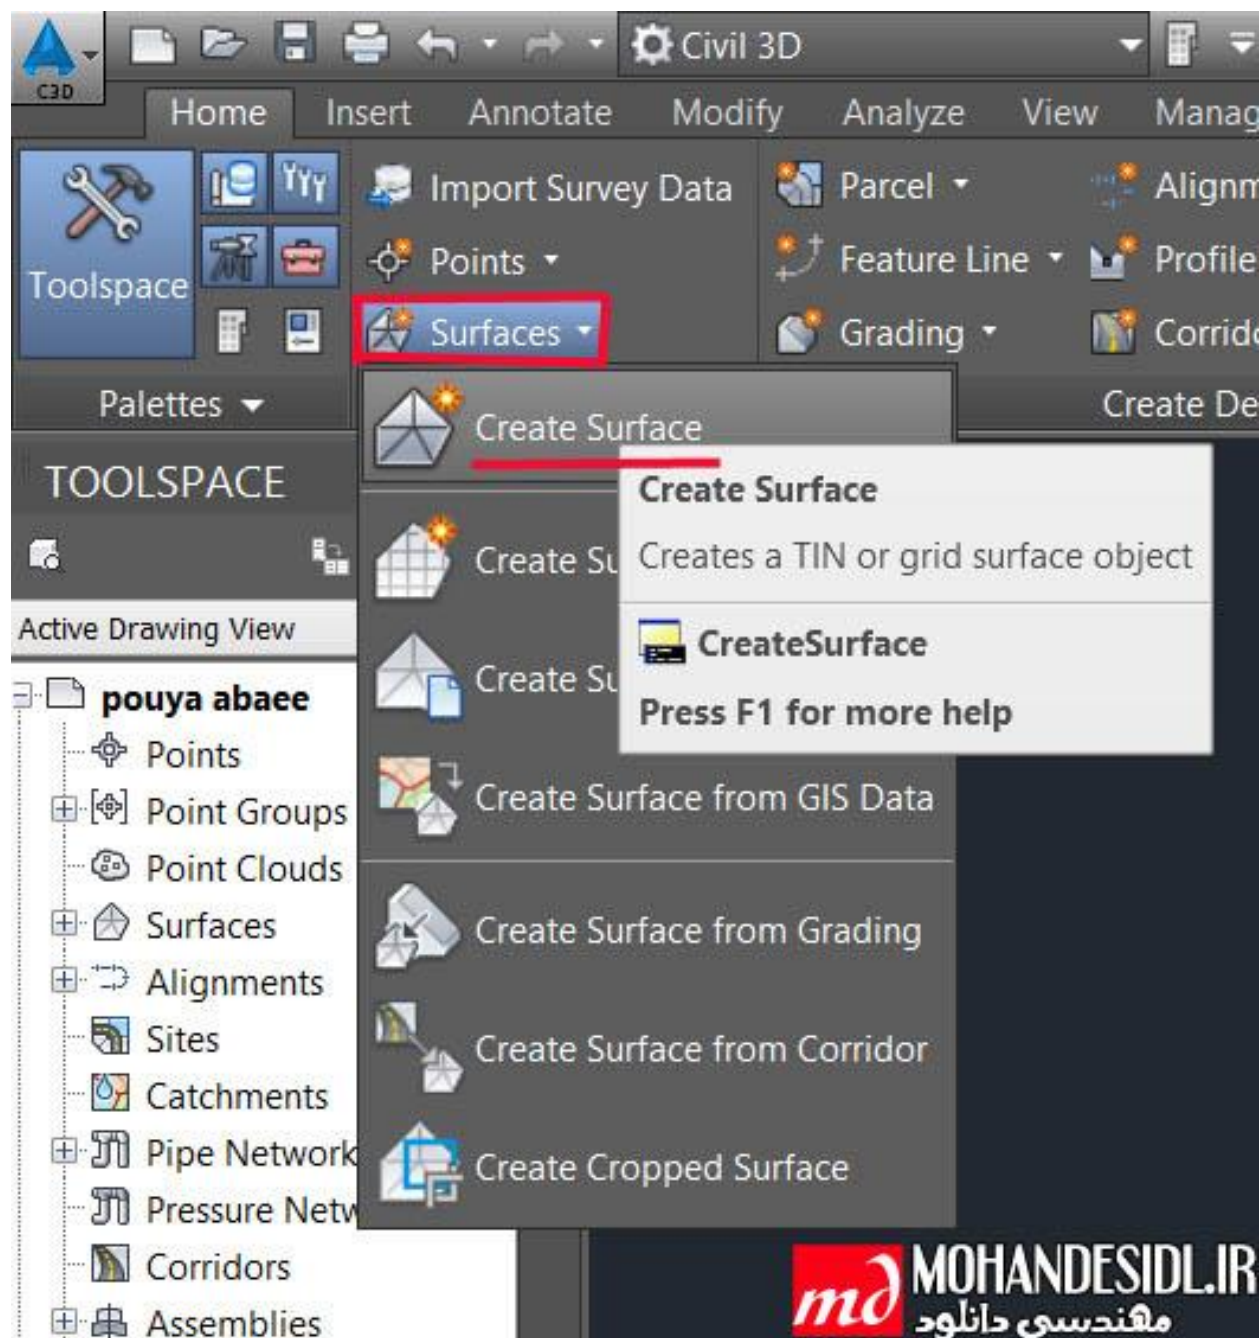 C3D
Civil 3D
Home Insert Annotate Modify Analyze View Manag
Toolspace
Import Survey Data
Points
Surfaces
Parcel
Feature Line
Grading
Alignm
Profile
Corrido
Palettes
Create De
TOOLSPACE
Active Drawing View
pouya abaee
Points
Point Groups
Point Clouds
Surfaces
Alignments
Sites
Catchments
Pipe Network
Pressure Netw
Corridors
Assemblies
Create Surface
Create Su
Create Su
Create Surface from GIS Data
Create Surface from Grading
Create Surface from Corridor
Create Cropped Surface
Create Surface
Creates a TIN or grid surface object
CreateSurface
Press F1 for more help
md
MOHANDESIDL.IR
مهندسی دانلود